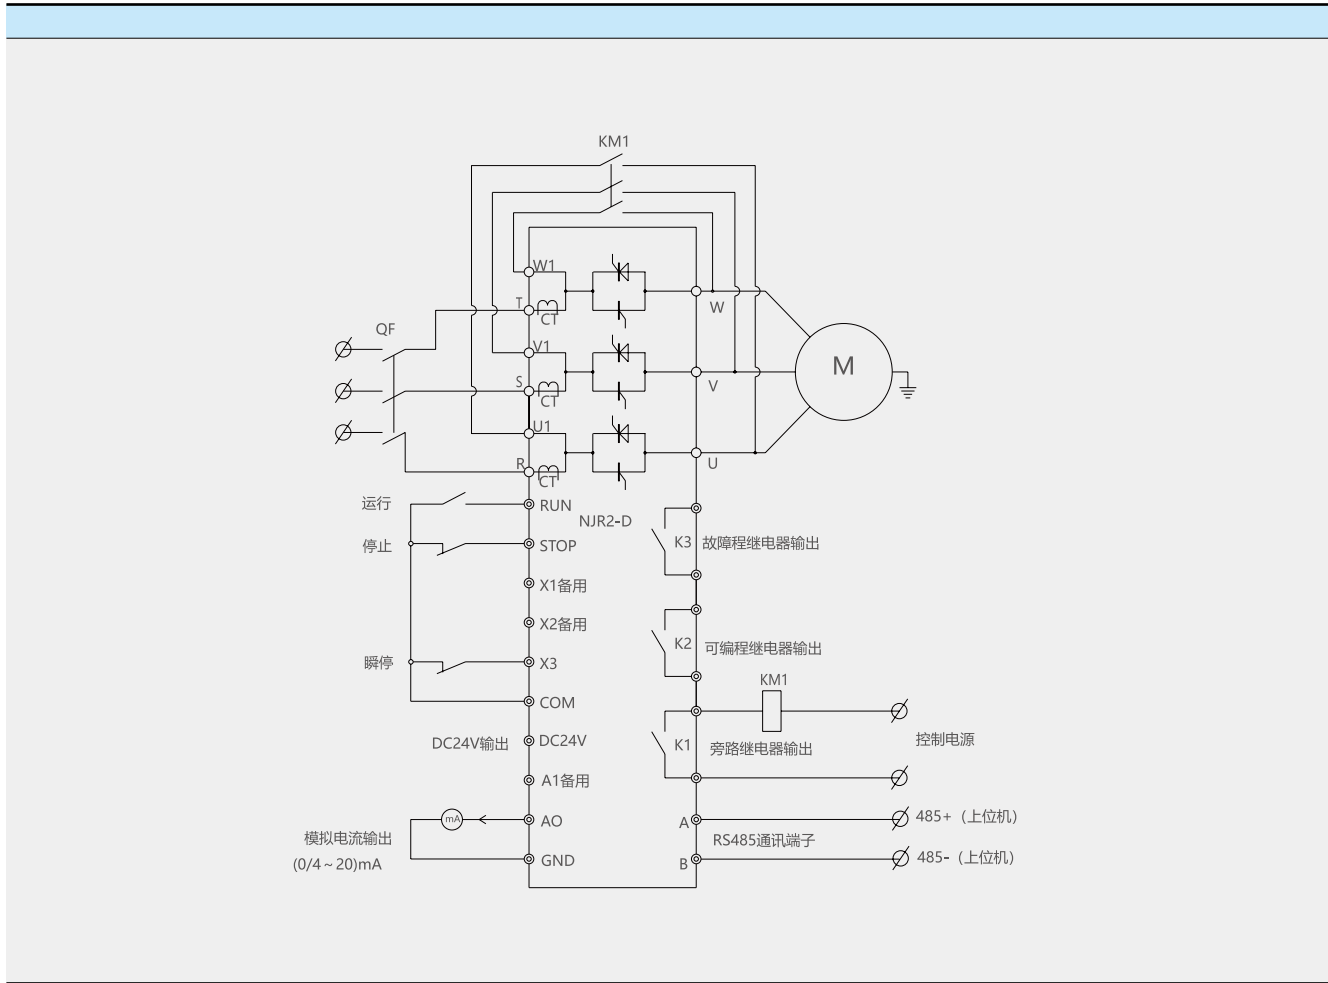 KM1
W1
T
CT
W
QF
V1
S
CT
V
M
U1
R
CT
U
运行
RUN
NJR2-D
停止
STOP
K3
故障程继电器输出
X1备用
X2备用
K2
可编程继电器输出
瞬停
X3
KM1
COM
DC24V输出
DC24V
K1
旁路继电器输出
控制电源
A1备用
mA
AO
A
485+（上位机）
模拟电流输出
RS485通讯端子
(0/4～20)mA
GND
B
485-（上位机）